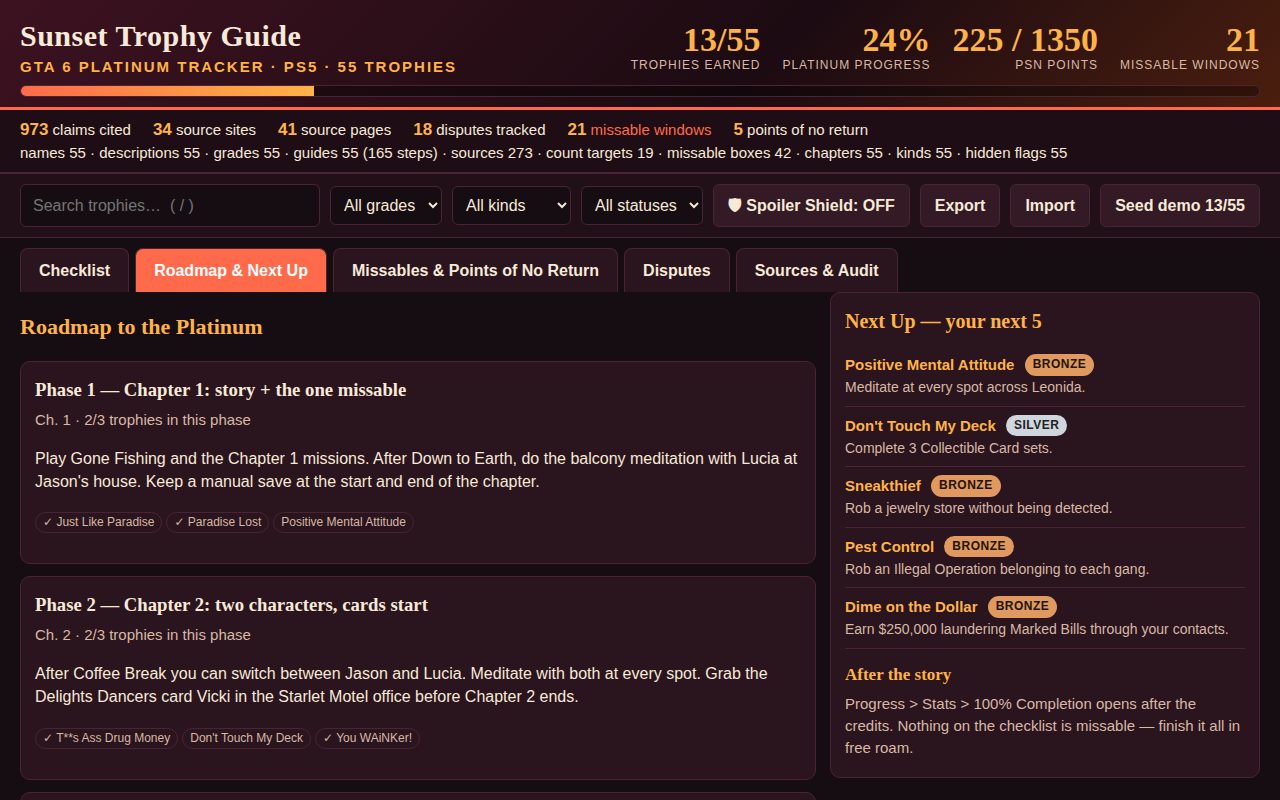 Sunset Trophy Guide
GTA 6 PLATINUM TRACKER · PS5 · 55 TROPHIES
13/55
TROPHIES EARNED
24%
PLATINUM PROGRESS
225 / 1350
PSN POINTS
21
MISSABLE WINDOWS
973 claims cited 34 source sites 41 source pages 18 disputes tracked 21 missable windows 5 points of no return
names 55 · descriptions 55 · grades 55 · guides 55 (165 steps) · sources 273 · count targets 19 · missable boxes 42 · chapters 55 · kinds 55 · hidden flags 55
Search trophies… ( / )
All grades
All kinds
All statuses
Spoiler Shield: OFF
Export
Import
Seed demo 13/55
Checklist
Roadmap & Next Up
Missables & Points of No Return
Disputes
Sources & Audit
Roadmap to the Platinum
Phase 1 — Chapter 1: story + the one missable
Ch. 1 · 2/3 trophies in this phase
Play Gone Fishing and the Chapter 1 missions. After Down to Earth, do the balcony meditation with Lucia at
Jason's house. Keep a manual save at the start and end of the chapter.
✓ Just Like Paradise ✓ Paradise Lost Positive Mental Attitude
Phase 2 — Chapter 2: two characters, cards start
Ch. 2 · 2/3 trophies in this phase
After Coffee Break you can switch between Jason and Lucia. Meditate with both at every spot. Grab the
Delights Dancers card Vicki in the Starlet Motel office before Chapter 2 ends.
✓ T**s Ass Drug Money Don't Touch My Deck ✓ You WAiNKer!
Next Up — your next 5
Positive Mental Attitude BRONZE
Meditate at every spot across Leonida.
Don't Touch My Deck SILVER
Complete 3 Collectible Card sets.
Sneakthief BRONZE
Rob a jewelry store without being detected.
Pest Control BRONZE
Rob an Illegal Operation belonging to each gang.
Dime on the Dollar BRONZE
Earn $250,000 laundering Marked Bills through your contacts.
After the story
Progress > Stats > 100% Completion opens after the
credits. Nothing on the checklist is missable — finish it all in
free roam.